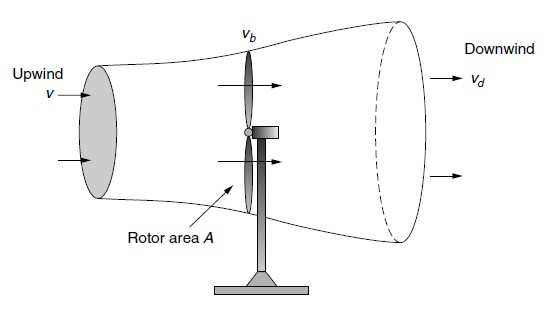 v_b
Downwind
Upwind
v
v_d
Rotor area A